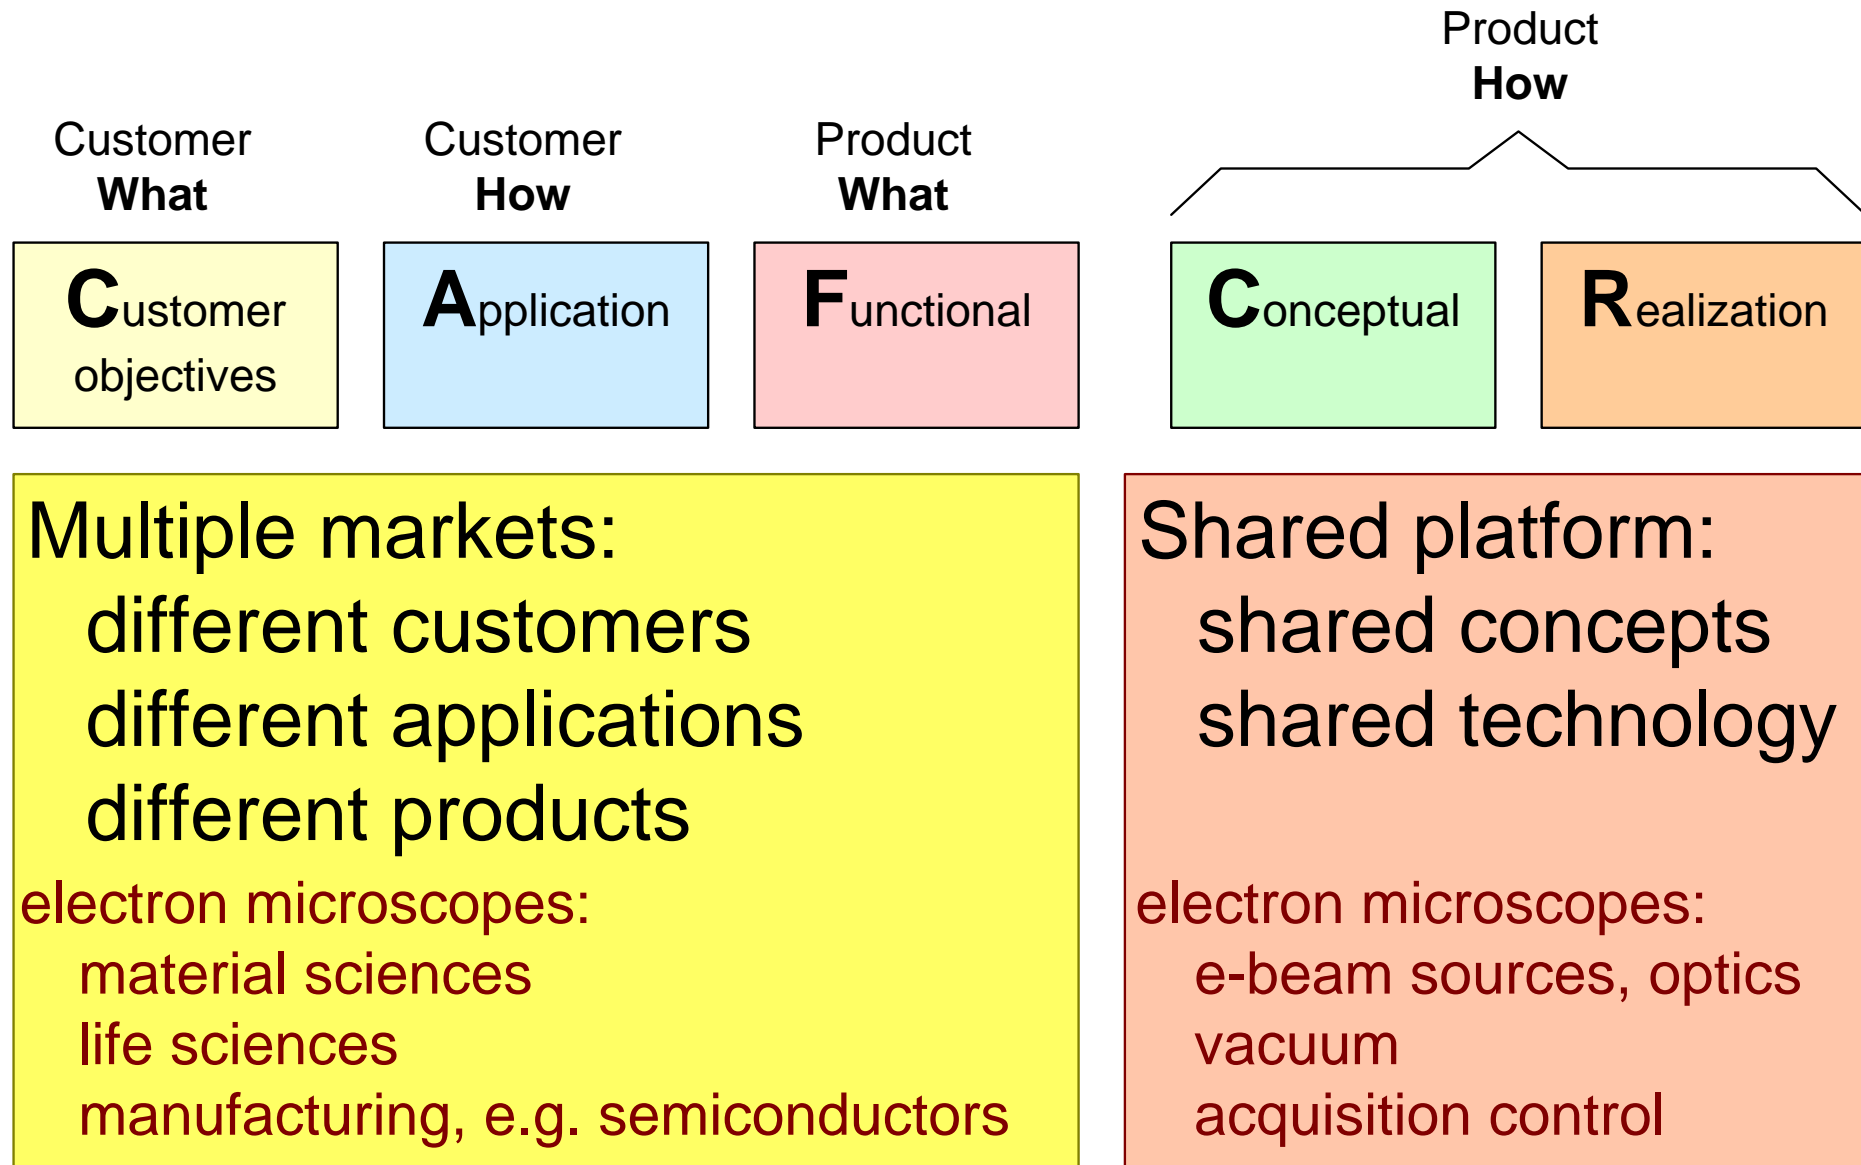 Product
How
Customer
What
Customer
How
Product
What
Customer
objectives
Application
Functional
Conceptual
Realization
Multiple markets:
different customers
different applications
different products
electron microscopes:
material sciences
life sciences
manufacturing, e.g. semiconductors
Shared platform:
shared concepts
shared technology
electron microscopes:
e-beam sources, optics
vacuum
acquisition control